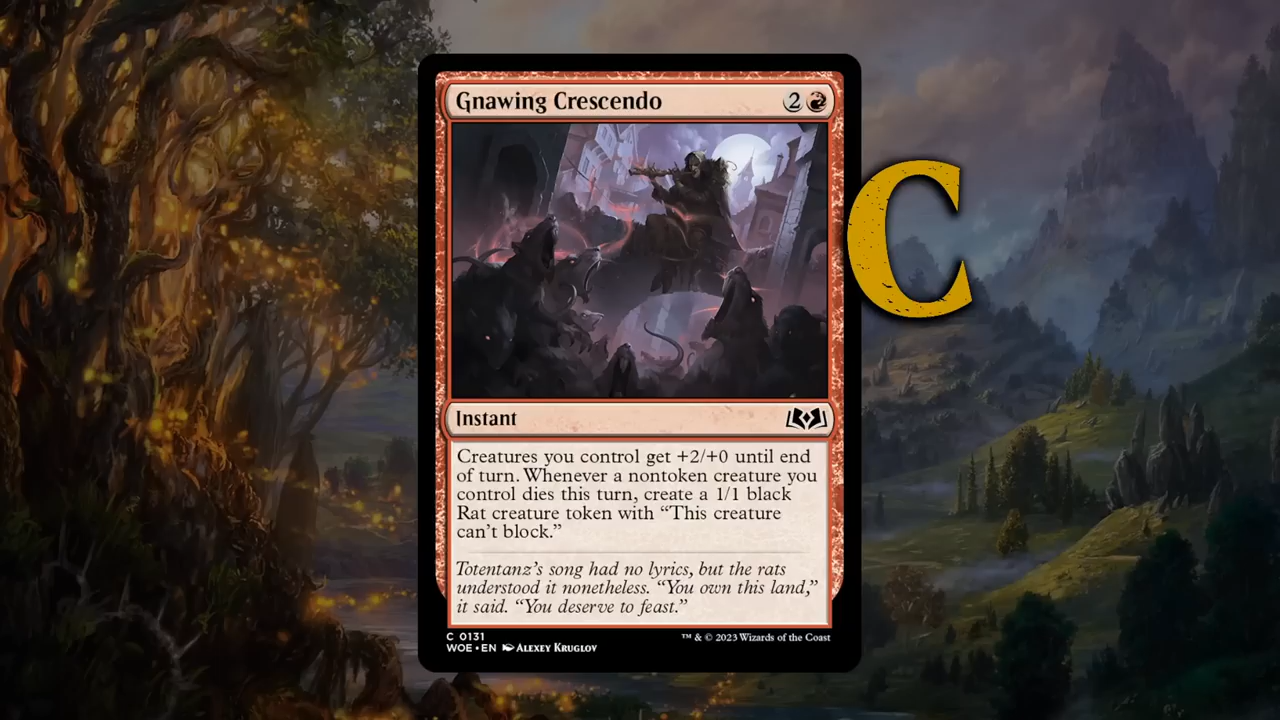 Gnawing Crescendo 2
C
Instant
Creatures you control get +2/+0 until end
of turn. Whenever a nontoken creature you
control dies this turn, create a 1/1 black
Rat creature token with “This creature
can’t block.”
Totentanz’s song had no lyrics, but the rats
understood it nonetheless. “You own this land,”
it said. “You deserve to feast.”
C 0131
WOE • EN Alexey Kruglov
™ & © 2023 Wizards of the Coast